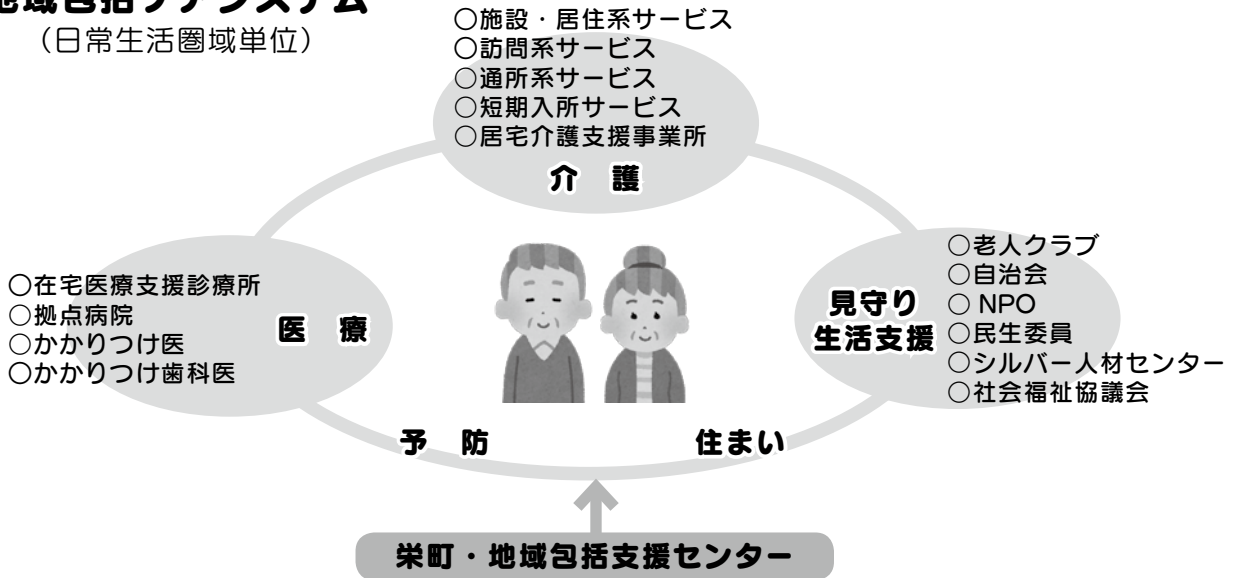 地域包括ケアシステム
（日常生活圏域単位）
○施設・居住系サービス
○訪問系サービス
○通所系サービス
○短期入所サービス
○居宅介護支援事業所
介　護
○在宅医療支援診療所
○拠点病院
○かかりつけ医
○かかりつけ歯科医
医　療
見守り
生活支援
○老人クラブ
○自治会
○ NPO
○民生委員
○シルバー人材センター
○社会福祉協議会
予　防
住まい
栄町・地域包括支援センター